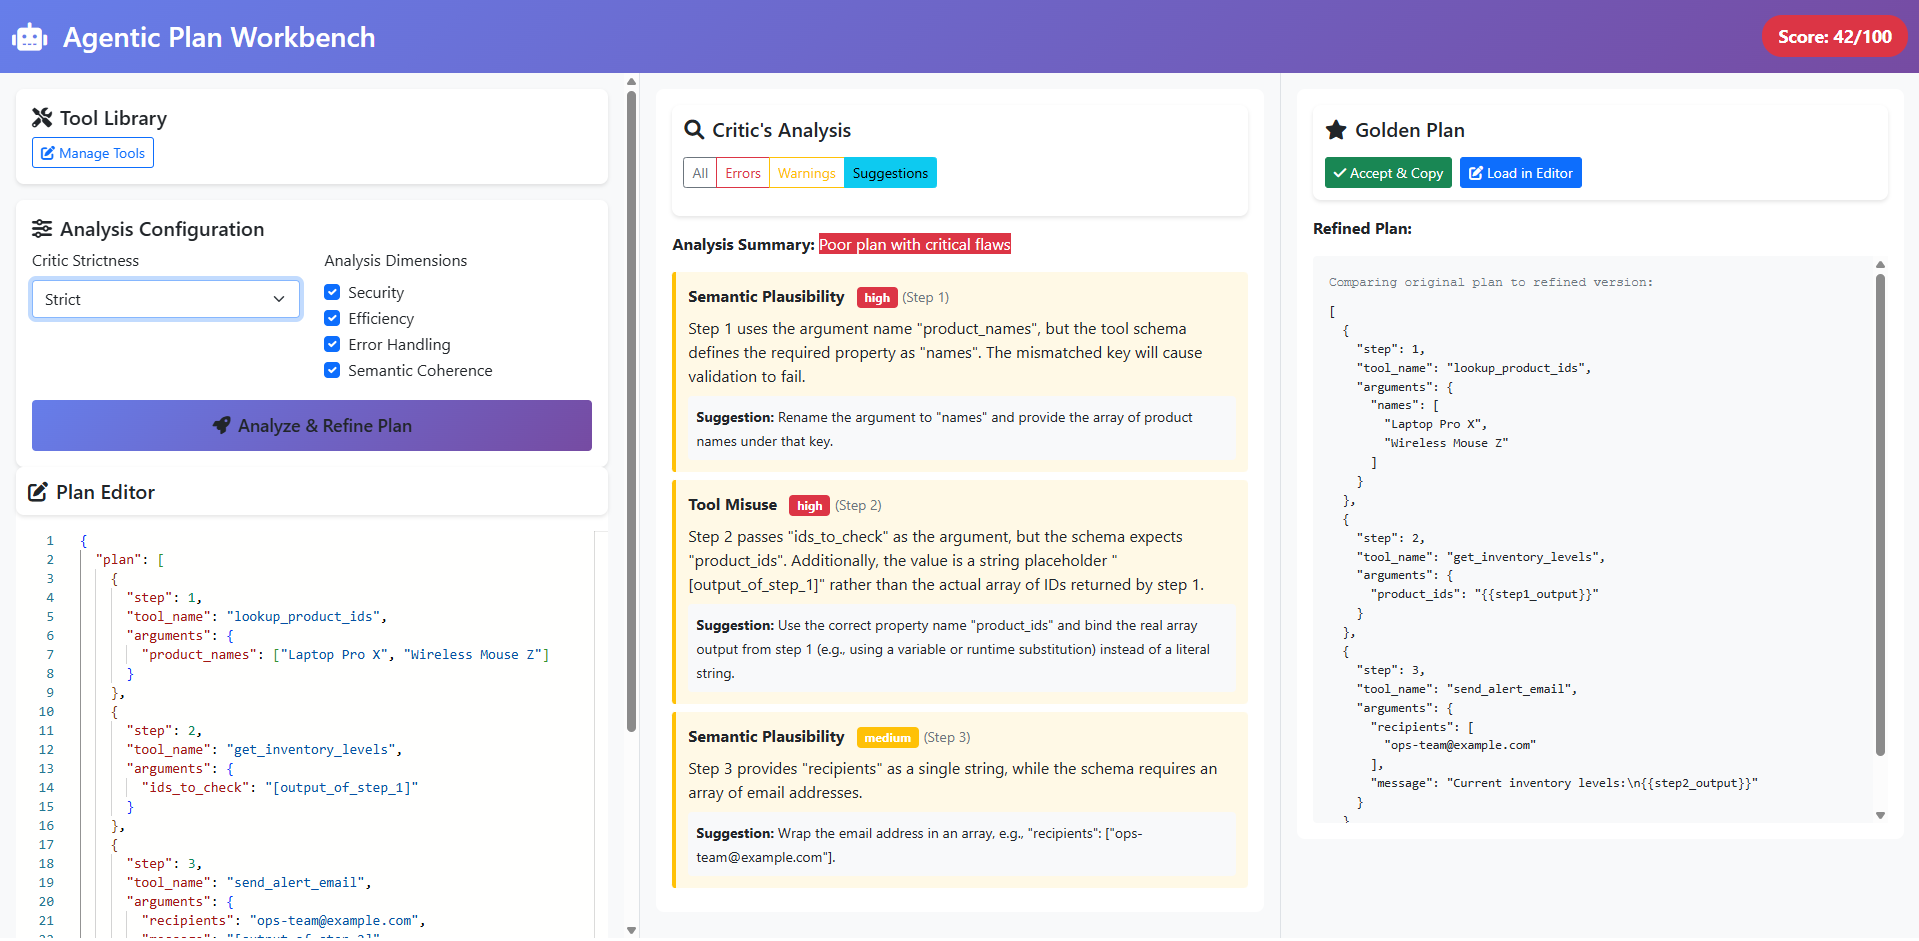 Agentic Plan Workbench
Score: 42/100
Tool Library
Manage Tools
Analysis Configuration
Critic Strictness
Strict
Analysis Dimensions
Security
Efficiency
Error Handling
Semantic Coherence
Analyze & Refine Plan
Plan Editor
1 {
2 "plan": [
3 {
4 "step": 1,
5 "tool_name": "lookup_product_ids",
6 "arguments": {
7 "product_names": ["Laptop Pro X", "Wireless Mouse Z"]
8 }
9 },
10 {
11 "step": 2,
12 "tool_name": "get_inventory_levels",
13 "arguments": {
14 "ids_to_check": "[output_of_step_1]"
15 }
16 },
17 {
18 "step": 3,
19 "tool_name": "send_alert_email",
20 "arguments": {
21 "recipients": "ops-team@example.com",
Critic's Analysis
All
Errors
Warnings
Suggestions
Analysis Summary: Poor plan with critical flaws
Semantic Plausibility high (Step 1)
Step 1 uses the argument name "product_names", but the tool schema
defines the required property as "names". The mismatched key will cause
validation to fail.
Suggestion: Rename the argument to "names" and provide the array of product
names under that key.
Tool Misuse high (Step 2)
Step 2 passes "ids_to_check" as the argument, but the schema expects
"product_ids". Additionally, the value is a string placeholder "
[output_of_step_1]" rather than the actual array of IDs returned by step 1.
Suggestion: Use the correct property name "product_ids" and bind the real array
output from step 1 (e.g., using a variable or runtime substitution) instead of a literal
string.
Semantic Plausibility medium (Step 3)
Step 3 provides "recipients" as a single string, while the schema requires an
array of email addresses.
Suggestion: Wrap the email address in an array, e.g., "recipients": ["ops-
team@example.com"].
Golden Plan
Accept & Copy
Load in Editor
Refined Plan:
Comparing original plan to refined version:
[
{
"step": 1,
"tool_name": "lookup_product_ids",
"arguments": {
"names": [
"Laptop Pro X",
"Wireless Mouse Z"
]
}
},
{
"step": 2,
"tool_name": "get_inventory_levels",
"arguments": {
"product_ids": "{{step1_output}}"
}
},
{
"step": 3,
"tool_name": "send_alert_email",
"arguments": {
"recipients": [
"ops-team@example.com"
],
"message": "Current inventory levels:\n{{step2_output}}"
}